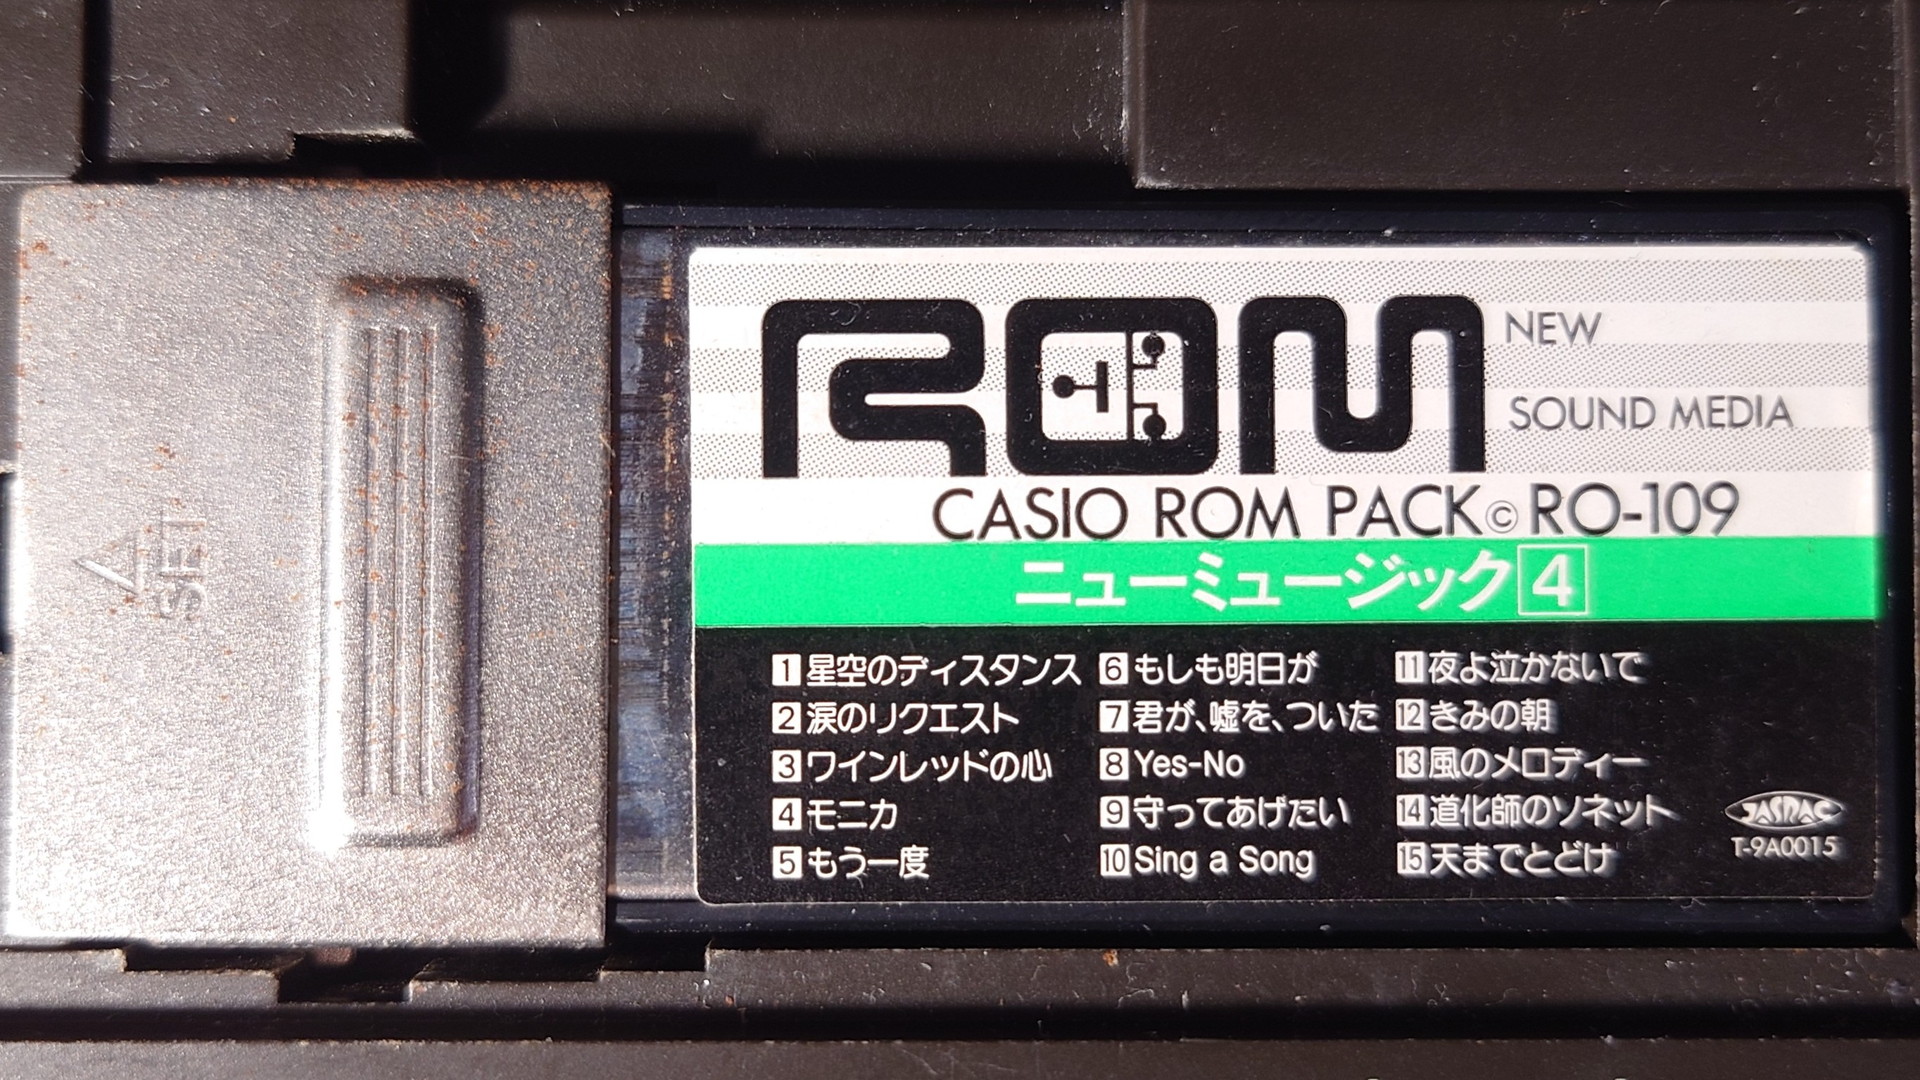 SET
ROM
NEW
SOUND MEDIA
CASIO ROM PACK© RO-109
ニューミュージック4
1 星空のディスタンス
2 涙のリクエスト
3 ワインレッドの心
4 モニカ
5 もう一度
6 もしも明日が
7 君が、嘘を、ついた
8 Yes-No
9 守ってあげたい
10 Sing a Song
11 夜よ泣かないで
12 きみの朝
13 風のメロディー
14 道化師のソネット
15 天までとどけ
JASRAC
T-9A0015